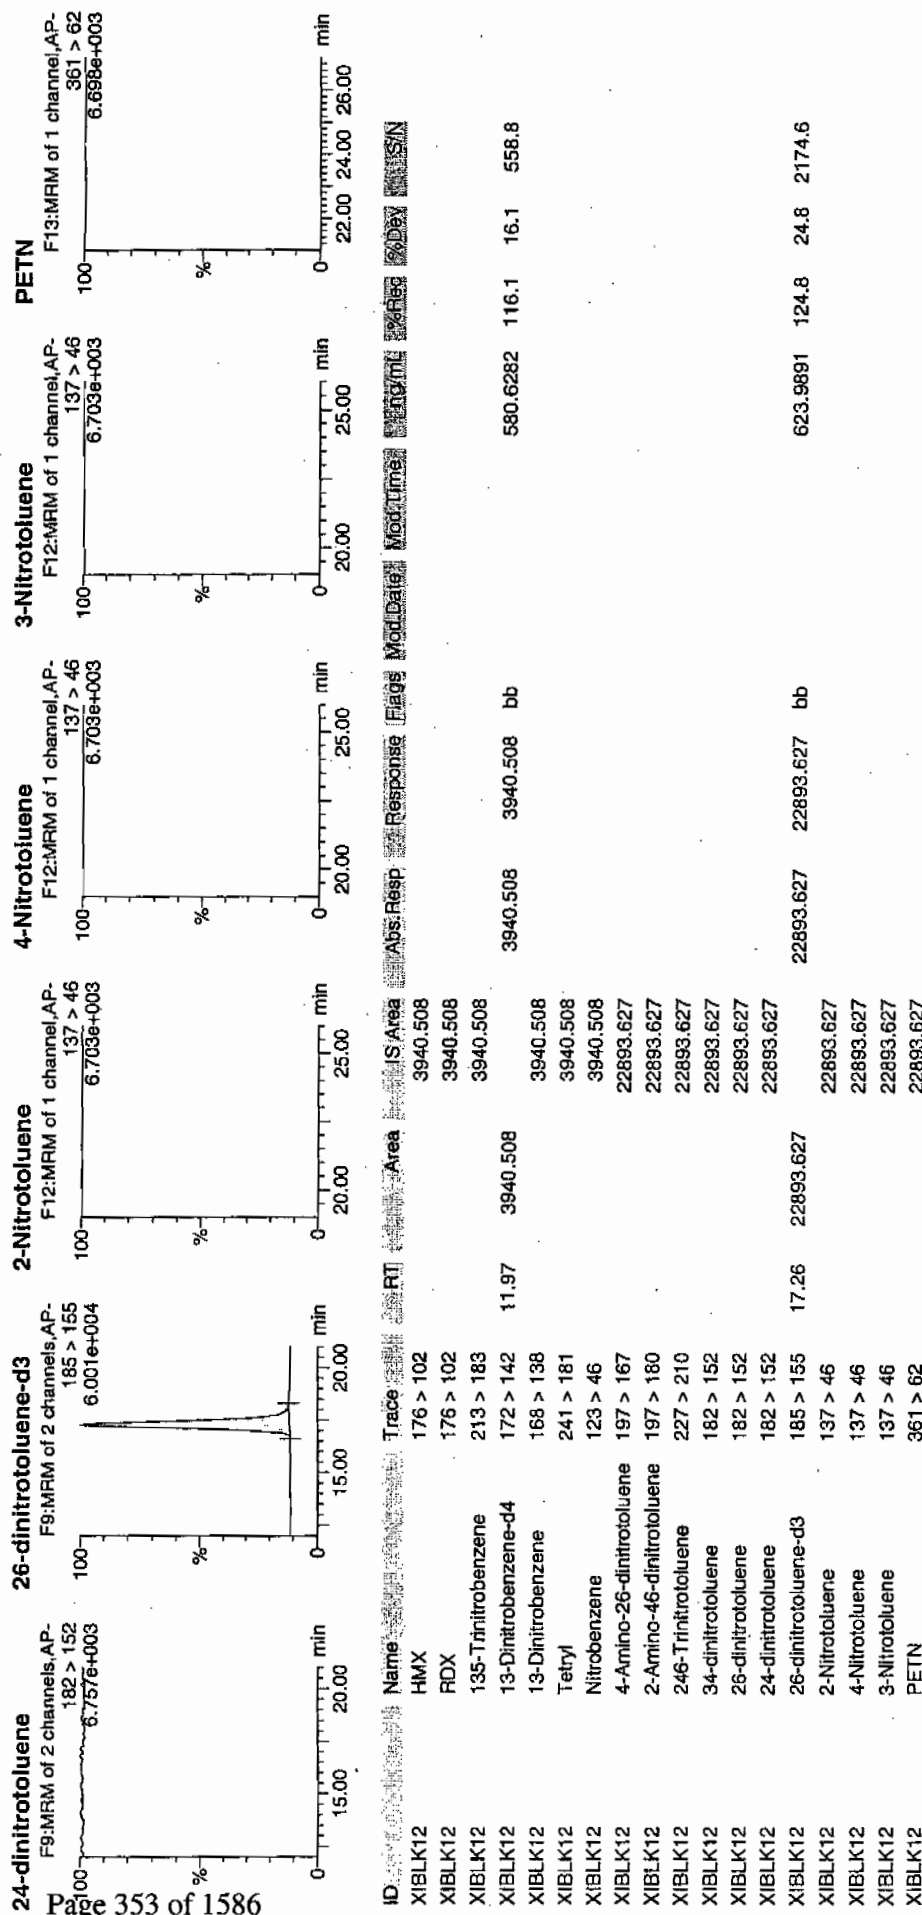 24-dinitrotoluene
F9:MRM of 2 channels,AP-
182 > 152
6.757e+003
100
%
0
15.00 20.00 min
26-dinitrotoluene-d3
F9:MRM of 2 channels,AP-
185 > 155
6.001e+004
100
%
0
15.00 20.00 min
2-Nitrotoluene
F12:MRM of 1 channel,AP-
137 > 46
6.703e+003
100
%
0
20.00 25.00 min
4-Nitrotoluene
F12:MRM of 1 channel,AP-
137 > 46
6.703e+003
100
%
0
20.00 25.00 min
3-Nitrotoluene
F12:MRM of 1 channel,AP-
137 > 46
6.703e+003
100
%
0
20.00 25.00 min
PETN
F13:MRM of 1 channel,AP-
361 > 62
6.698e+003
100
%
0
22.00 24.00 26.00 min
ID Name Trace RT Area IS Area Abs.Resp Response Flags Mod.Date Mod.Time ng/mL %Rec %Dev S/N
XIBLK12 HMX 176 > 102 3940.508
XIBLK12 RDX 176 > 102 3940.508
XIBLK12 135-Trinitrobenzene 213 > 183 3940.508
XIBLK12 13-Dinitrobenzene-d4 172 > 142 11.97 3940.508 3940.508 3940.508 bb 580.6282 116.1 16.1 558.8
XIBLK12 13-Dinitrobenzene 168 > 138 3940.508
XIBLK12 Tetryl 241 > 181 3940.508
XIBLK12 Nitrobenzene 123 > 46 3940.508
XIBLK12 4-Amino-26-dinitrotoluene 197 > 167 22893.627
XIBLK12 2-Amino-46-dinitrotoluene 197 > 180 22893.627
XIBLK12 246-Trinitrotoluene 227 > 210 22893.627
XIBLK12 34-dinitrotoluene 182 > 152 22893.627
XIBLK12 26-dinitrotoluene 182 > 152 22893.627
XIBLK12 24-dinitrotoluene 182 > 152 22893.627
XIBLK12 26-dinitrotoluene-d3 185 > 155 17.26 22893.627 22893.627 22893.627 bb 623.9891 124.8 24.8 2174.6
XIBLK12 2-Nitrotoluene 137 > 46 22893.627
XIBLK12 4-Nitrotoluene 137 > 46 22893.627
XIBLK12 3-Nitrotoluene 137 > 46 22893.627
XIBLK12 PETN 361 > 62 22893.627
Page 353 of 1586